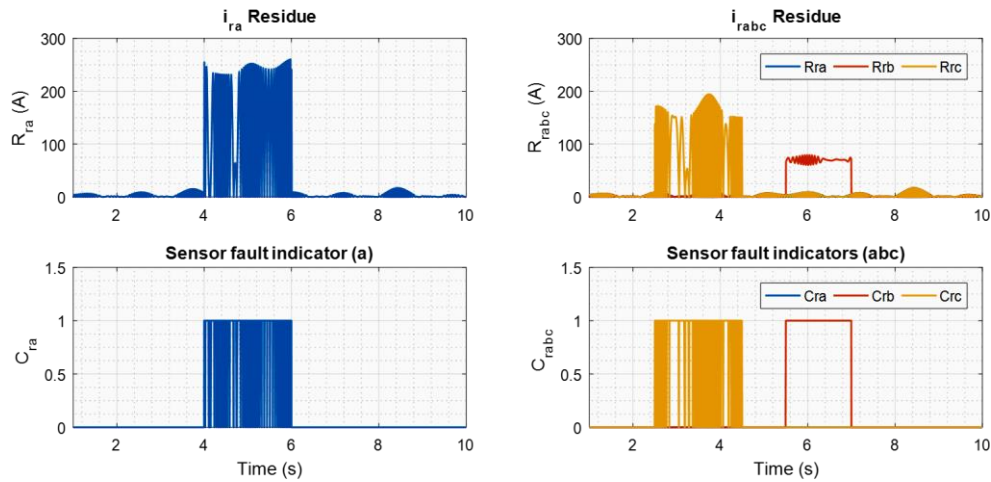 i_ra Residue
300
200
100
0
R_ra (A)
2 4 6 8 10
i_rabc Residue
300
200
100
0
R_rabc (A)
Rra Rrb Rrc
2 4 6 8 10
Sensor fault indicator (a)
1.5
1
0.5
0
C_ra
2 4 6 8 10
Time (s)
Sensor fault indicators (abc)
1.5
1
0.5
0
C_rabc
Cra Crb Crc
2 4 6 8 10
Time (s)